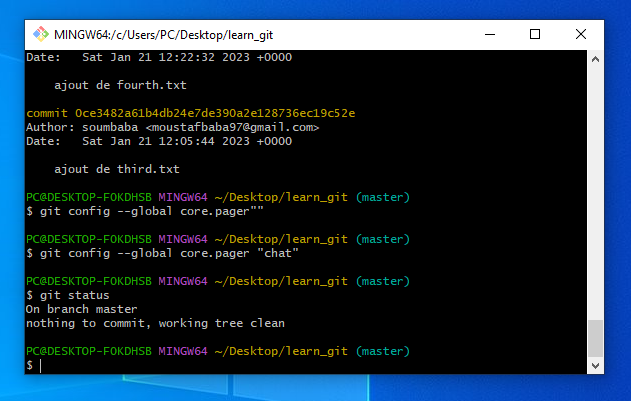 MINGW64:/c/Users/PC/Desktop/learn_git
Date:   Sat Jan 21 12:22:32 2023 +0000
ajout de fourth.txt
commit 0ce3482a61b4db24e7de390a2e128736ec19c52e
Author: soumbaba <moustafbaba97@gmail.com>
Date:   Sat Jan 21 12:05:44 2023 +0000
ajout de third.txt
PC@DESKTOP-FOKDHSB MINGW64 ~/Desktop/learn_git (master)
$ git config --global core.pager""
PC@DESKTOP-FOKDHSB MINGW64 ~/Desktop/learn_git (master)
$ git config --global core.pager "chat"
PC@DESKTOP-FOKDHSB MINGW64 ~/Desktop/learn_git (master)
$ git status
On branch master
nothing to commit, working tree clean
PC@DESKTOP-FOKDHSB MINGW64 ~/Desktop/learn_git (master)
$